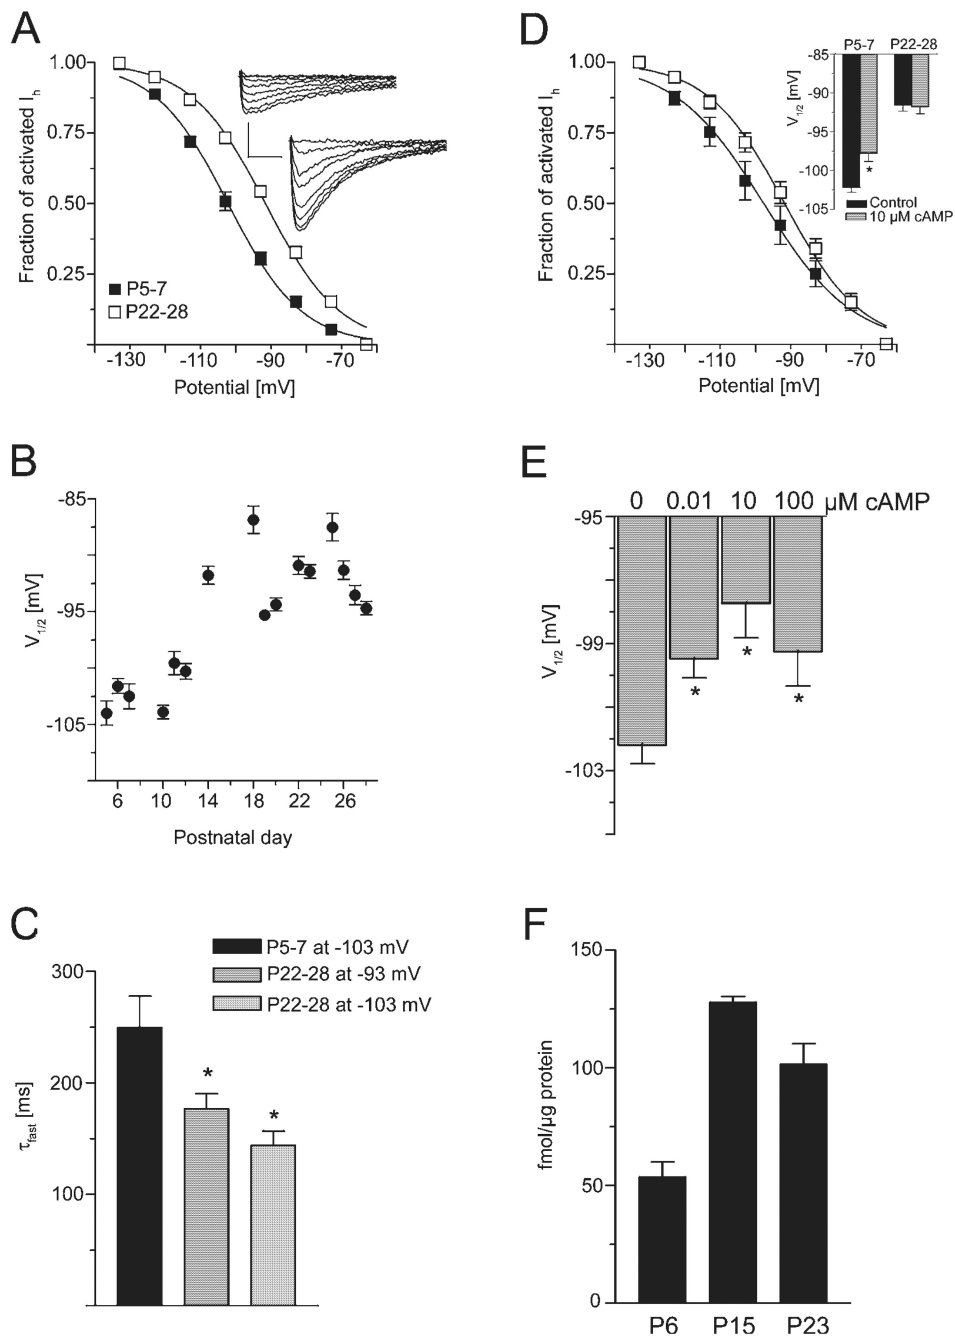 A
Fraction of activated Ih
1.00
0.75
0.50
0.25
P5-7
P22-28
-130
-110
-90
-70
Potential [mV]
D
Fraction of activated Ih
1.00
0.75
0.50
0.25
-130
-110
-90
-70
Potential [mV]
P5-7 P22-28
V1/2 [mV]
-85
-90
-95
-100
-105
*
Control
10 µM cAMP
B
V1/2 [mV]
-85
-95
-105
6 10 14 18 22 26
Postnatal day
E
0 0.01 10 100 µM cAMP
V1/2 [mV]
-95
-99
-103
* * *
C
P5-7 at -103 mV
P22-28 at -93 mV
P22-28 at -103 mV
τfast [ms]
300
200
100
* *
F
fmol/µg protein
150
100
50
0
P6 P15 P23